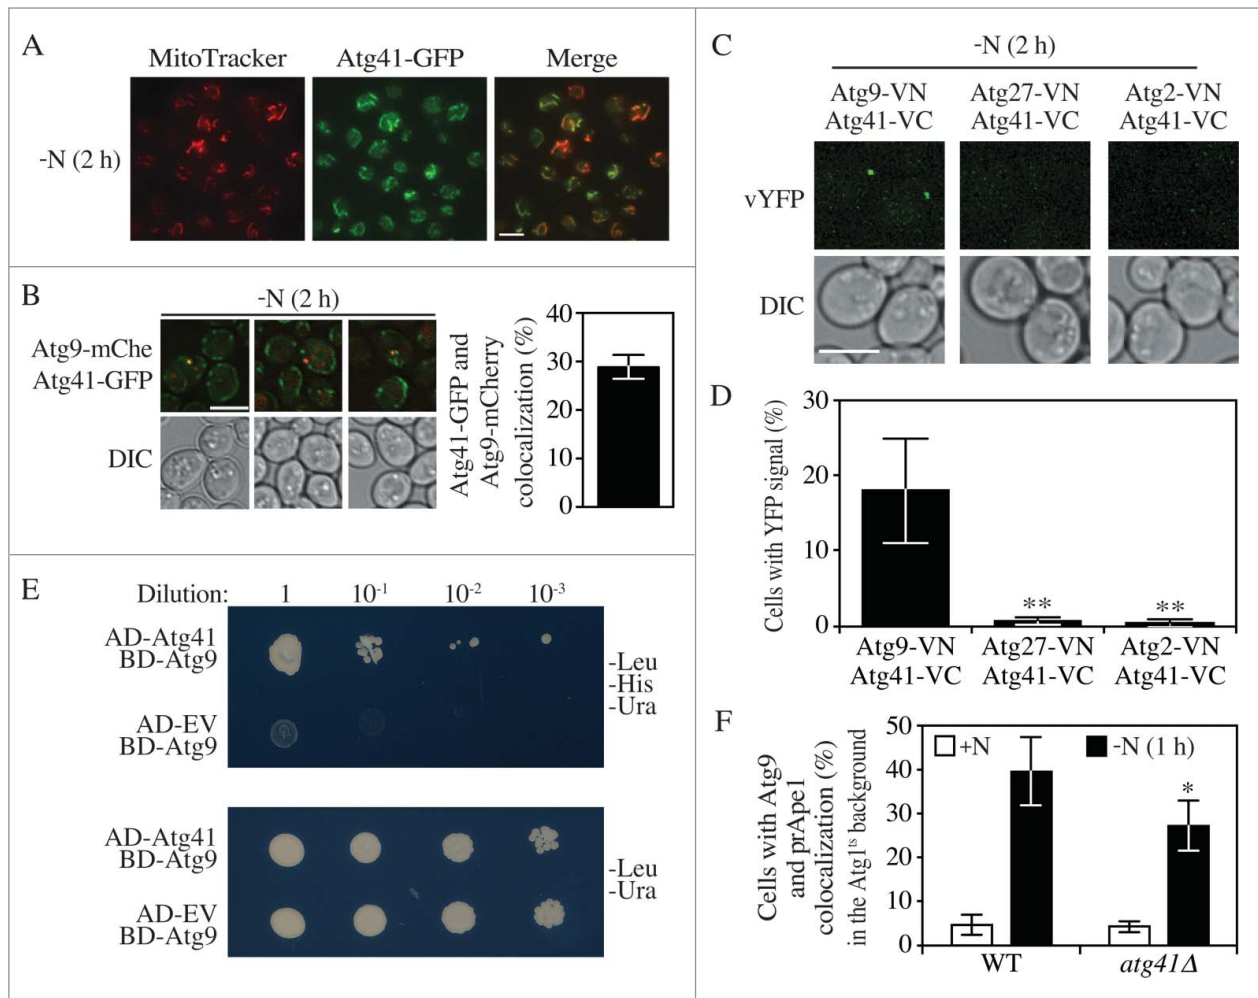 A
MitoTracker Atg41-GFP Merge
-N (2 h)
B
-N (2 h)
Atg9-mChe
Atg41-GFP
DIC
Atg41-GFP and
Atg9-mCherry
colocalization (%)
40
30
20
10
0
C
-N (2 h)
Atg9-VN Atg27-VN Atg2-VN
Atg41-VC Atg41-VC Atg41-VC
vYFP
DIC
D
Cells with YFP signal (%)
30
20
10
0
** **
Atg9-VN Atg27-VN Atg2-VN
Atg41-VC Atg41-VC Atg41-VC
E
Dilution: 1 10⁻¹ 10⁻² 10⁻³
AD-Atg41
BD-Atg9
AD-EV
BD-Atg9
-Leu
-His
-Ura
AD-Atg41
BD-Atg9
AD-EV
BD-Atg9
-Leu
-Ura
F
Cells with Atg9
and prApe1
colocalization (%)
in the Atg1ᵗˢ background
50
40
30
20
10
0
+N -N (1 h)
*
WT atg41Δ